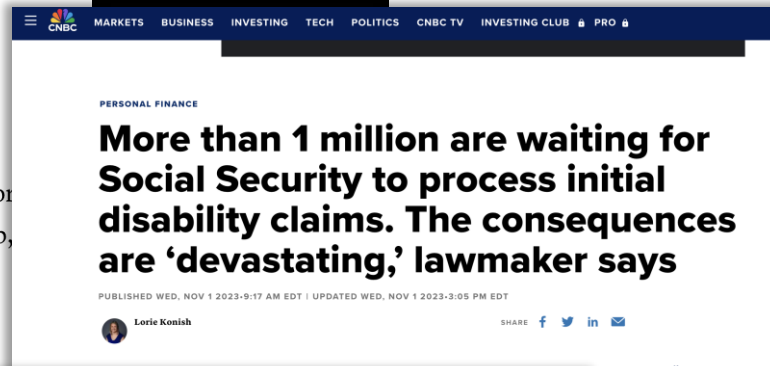 CNBC MARKETS BUSINESS INVESTING TECH POLITICS CNBC TV INVESTING CLUB PRO
PERSONAL FINANCE
More than 1 million are waiting for
Social Security to process initial
disability claims. The consequences
are ‘devastating,’ lawmaker says
PUBLISHED WED, NOV 1 2023•9:17 AM EDT | UPDATED WED, NOV 1 2023•3:05 PM EDT
Lorie Konish
SHARE